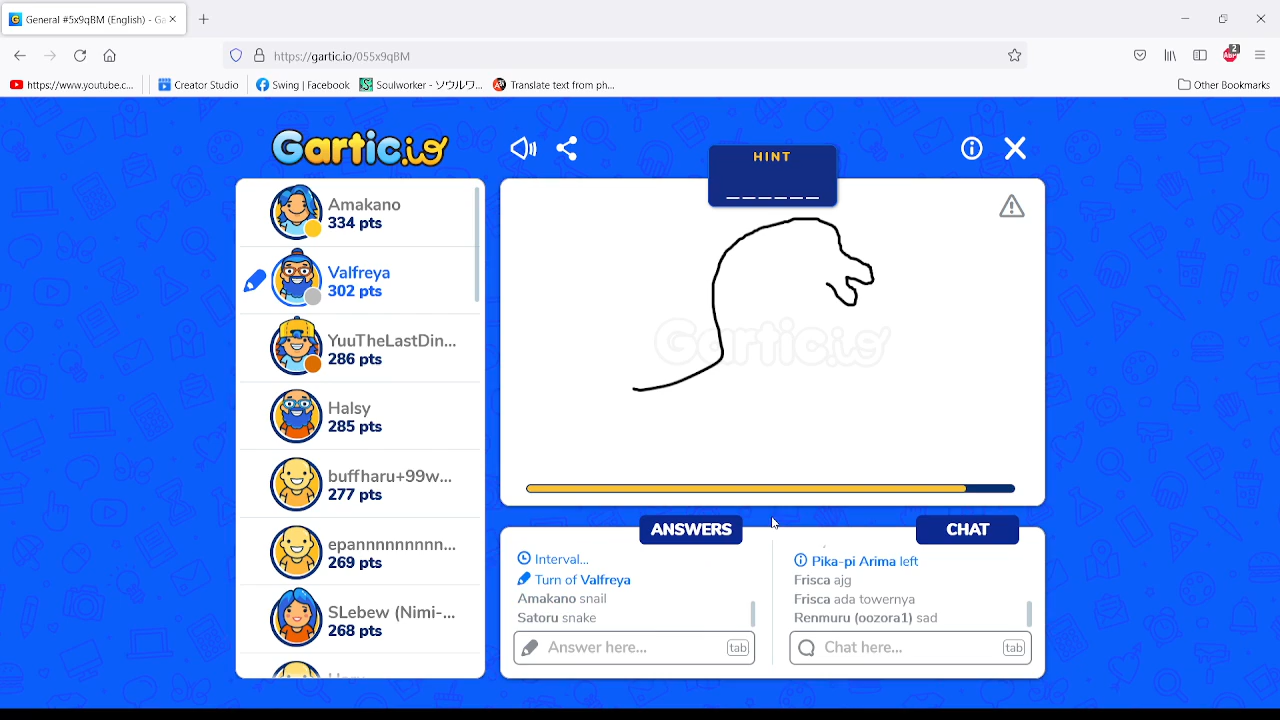 General #5x9qBM (English) - Ga
https://gartic.io/055x9qBM
2
https://www.youtube.c...
Creator Studio
Swing | Facebook
Soulworker - ソウルワ...
Translate text from ph...
Other Bookmarks
Gartic.io
HINT
Amakano
334 pts
Valfreya
302 pts
YuuTheLastDin...
286 pts
Halsy
285 pts
buffharu+99w...
277 pts
epannnnnnnnn...
269 pts
SLebew (Nimi-...
268 pts
Gartic.io
ANSWERS
Interval...
Turn of Valfreya
Amakano snail
Satoru snake
Answer here...
tab
CHAT
Pika-pi Arima left
Frisca ajg
Frisca ada towernya
Renmuru (oozora1) sad
Chat here...
tab